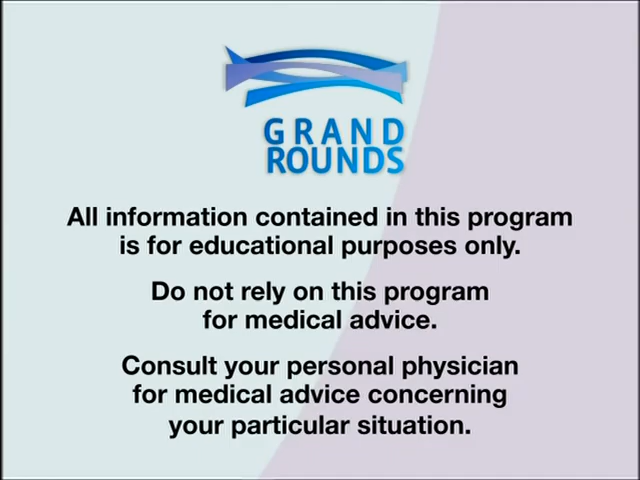 GRAND
ROUNDS
All information contained in this program
is for educational purposes only.
Do not rely on this program
for medical advice.
Consult your personal physician
for medical advice concerning
your particular situation.